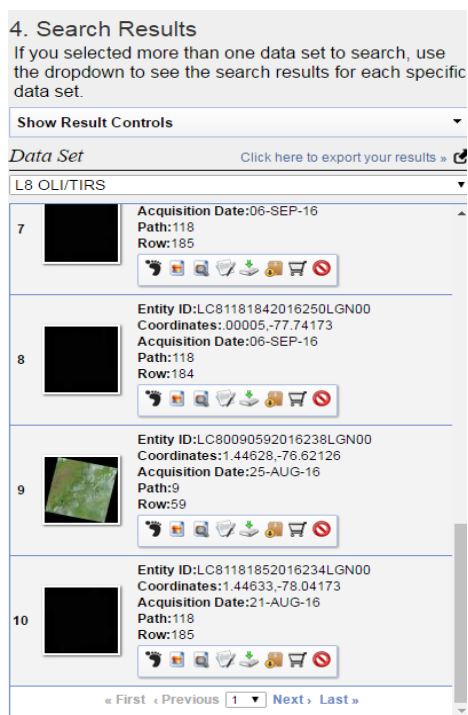 4. Search Results
If you selected more than one data set to search, use
the dropdown to see the search results for each specific
data set.
Show Result Controls
Data Set
Click here to export your results »
L8 OLI/TIRS
7
Acquisition Date:06-SEP-16
Path:118
Row:185
8
Entity ID:LC81181842016250LGN00
Coordinates:.00005,-77.74173
Acquisition Date:06-SEP-16
Path:118
Row:184
9
Entity ID:LC80090592016238LGN00
Coordinates:1.44628,-76.62126
Acquisition Date:25-AUG-16
Path:9
Row:59
10
Entity ID:LC81181852016234LGN00
Coordinates:1.44633,-78.04173
Acquisition Date:21-AUG-16
Path:118
Row:185
« First ‹ Previous 1 Next › Last »